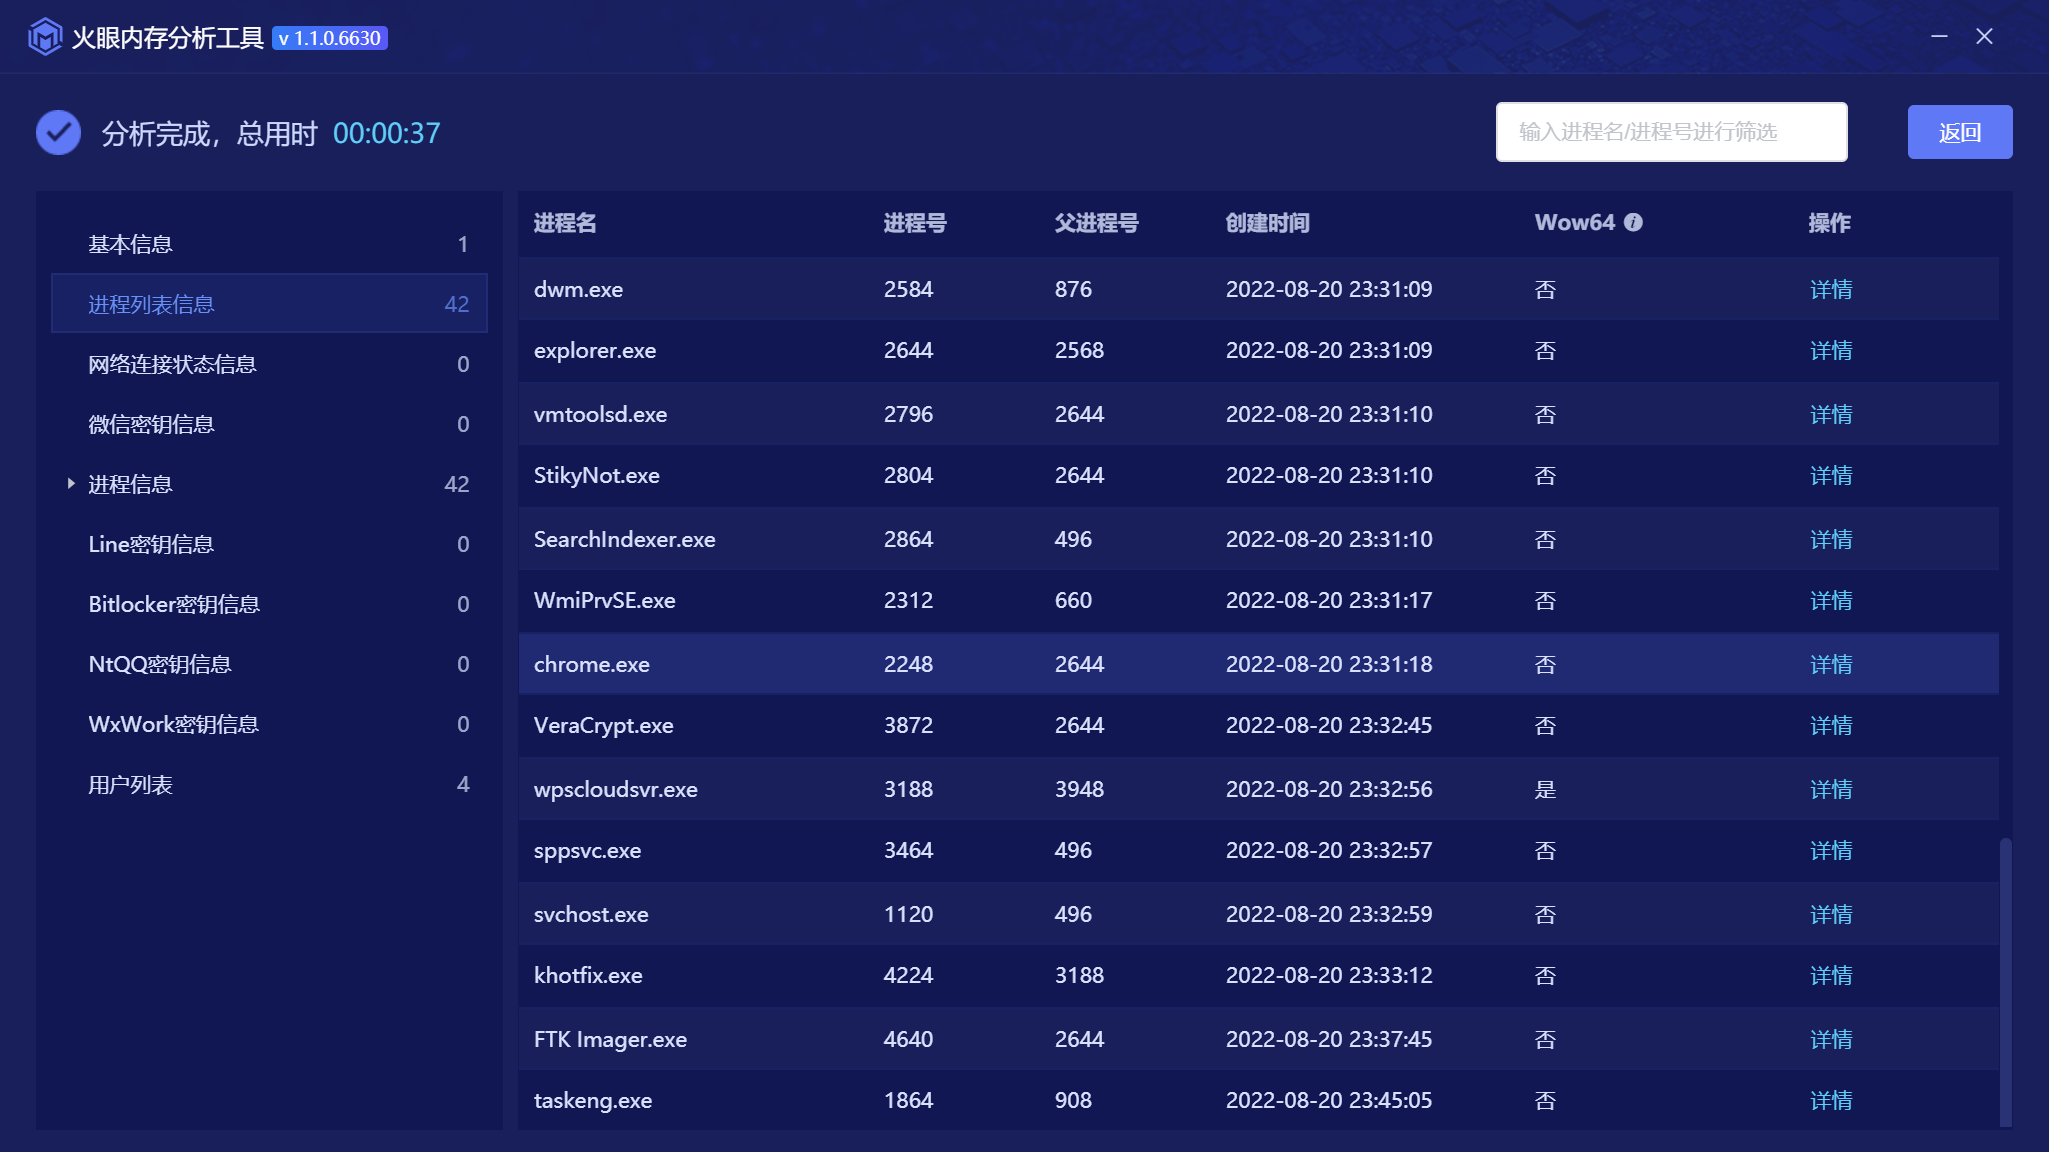 火眼内存分析工具 v 1.1.0.6630
分析完成，总用时 00:00:37
输入进程名/进程号进行筛选
返回
基本信息 1
进程列表信息 42
网络连接状态信息 0
微信密钥信息 0
进程信息 42
Line密钥信息 0
Bitlocker密钥信息 0
NtQQ密钥信息 0
WxWork密钥信息 0
用户列表 4
进程名 进程号 父进程号 创建时间 Wow64 操作
dwm.exe 2584 876 2022-08-20 23:31:09 否 详情
explorer.exe 2644 2568 2022-08-20 23:31:09 否 详情
vmtoolsd.exe 2796 2644 2022-08-20 23:31:10 否 详情
StikyNot.exe 2804 2644 2022-08-20 23:31:10 否 详情
SearchIndexer.exe 2864 496 2022-08-20 23:31:10 否 详情
WmiPrvSE.exe 2312 660 2022-08-20 23:31:17 否 详情
chrome.exe 2248 2644 2022-08-20 23:31:18 否 详情
VeraCrypt.exe 3872 2644 2022-08-20 23:32:45 否 详情
wpscloudsvr.exe 3188 3948 2022-08-20 23:32:56 是 详情
sppsvc.exe 3464 496 2022-08-20 23:32:57 否 详情
svchost.exe 1120 496 2022-08-20 23:32:59 否 详情
khotfix.exe 4224 3188 2022-08-20 23:33:12 否 详情
FTK Imager.exe 4640 2644 2022-08-20 23:37:45 否 详情
taskeng.exe 1864 908 2022-08-20 23:45:05 否 详情